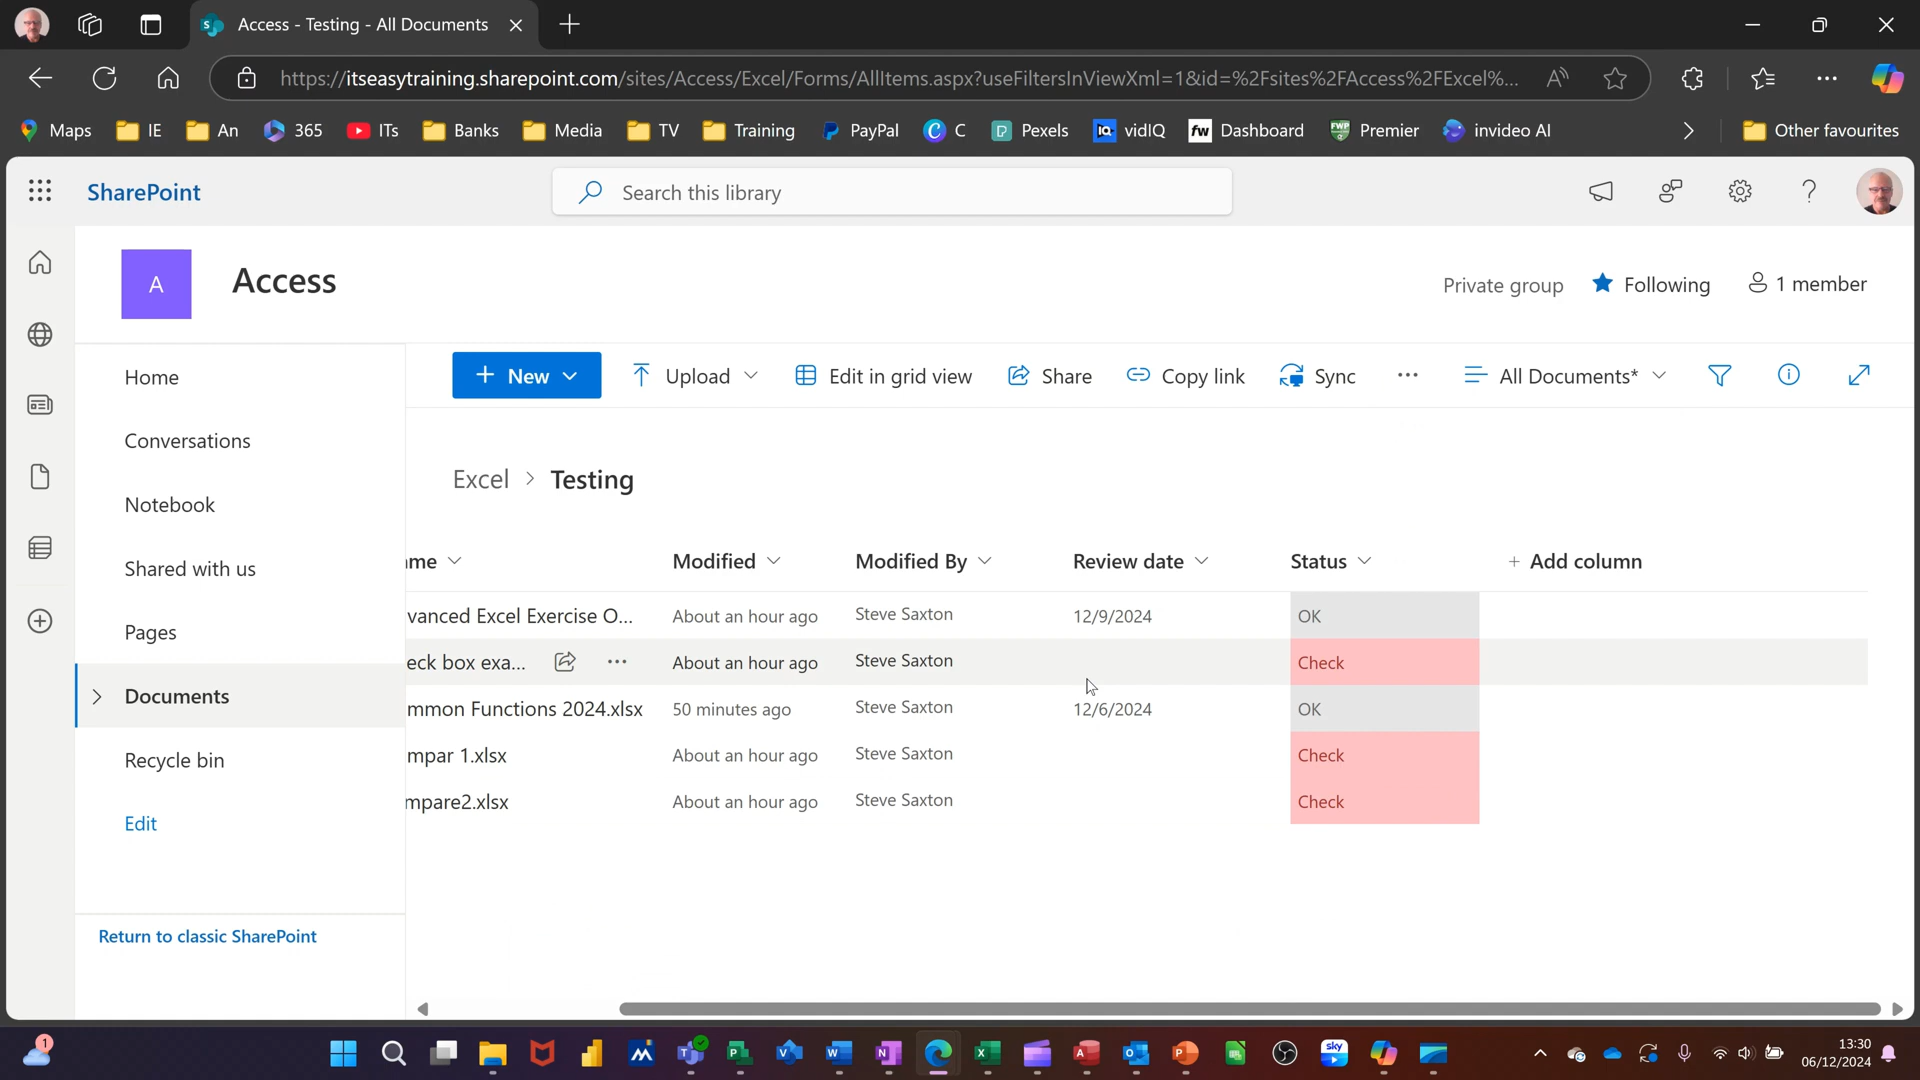 Access - Testing - All Documents
https://itseasytraining.sharepoint.com/sites/Access/Excel/Forms/AllItems.aspx?useFiltersInViewXml=1&id=%2Fsites%2FAccess%2FExcel%...
Maps IE An 365 ITs Banks Media TV Training PayPal C Pexels vidIQ Dashboard Premier invideo AI Other favourites
SharePoint
Search this library
A
Access
Private group Following 1 member
Home
Conversations
Notebook
Shared with us
Pages
Documents
Recycle bin
Edit
Return to classic SharePoint
+ New Upload Edit in grid view Share Copy link Sync ... All Documents*
Excel > Testing
me Modified Modified By Review date Status + Add column
vanced Excel Exercise O... About an hour ago Steve Saxton 12/9/2024 OK
eck box exa... About an hour ago Steve Saxton Check
mmon Functions 2024.xlsx 50 minutes ago Steve Saxton 12/6/2024 OK
mpar 1.xlsx About an hour ago Steve Saxton Check
mpare2.xlsx About an hour ago Steve Saxton Check
1
sky
13:30
06/12/2024